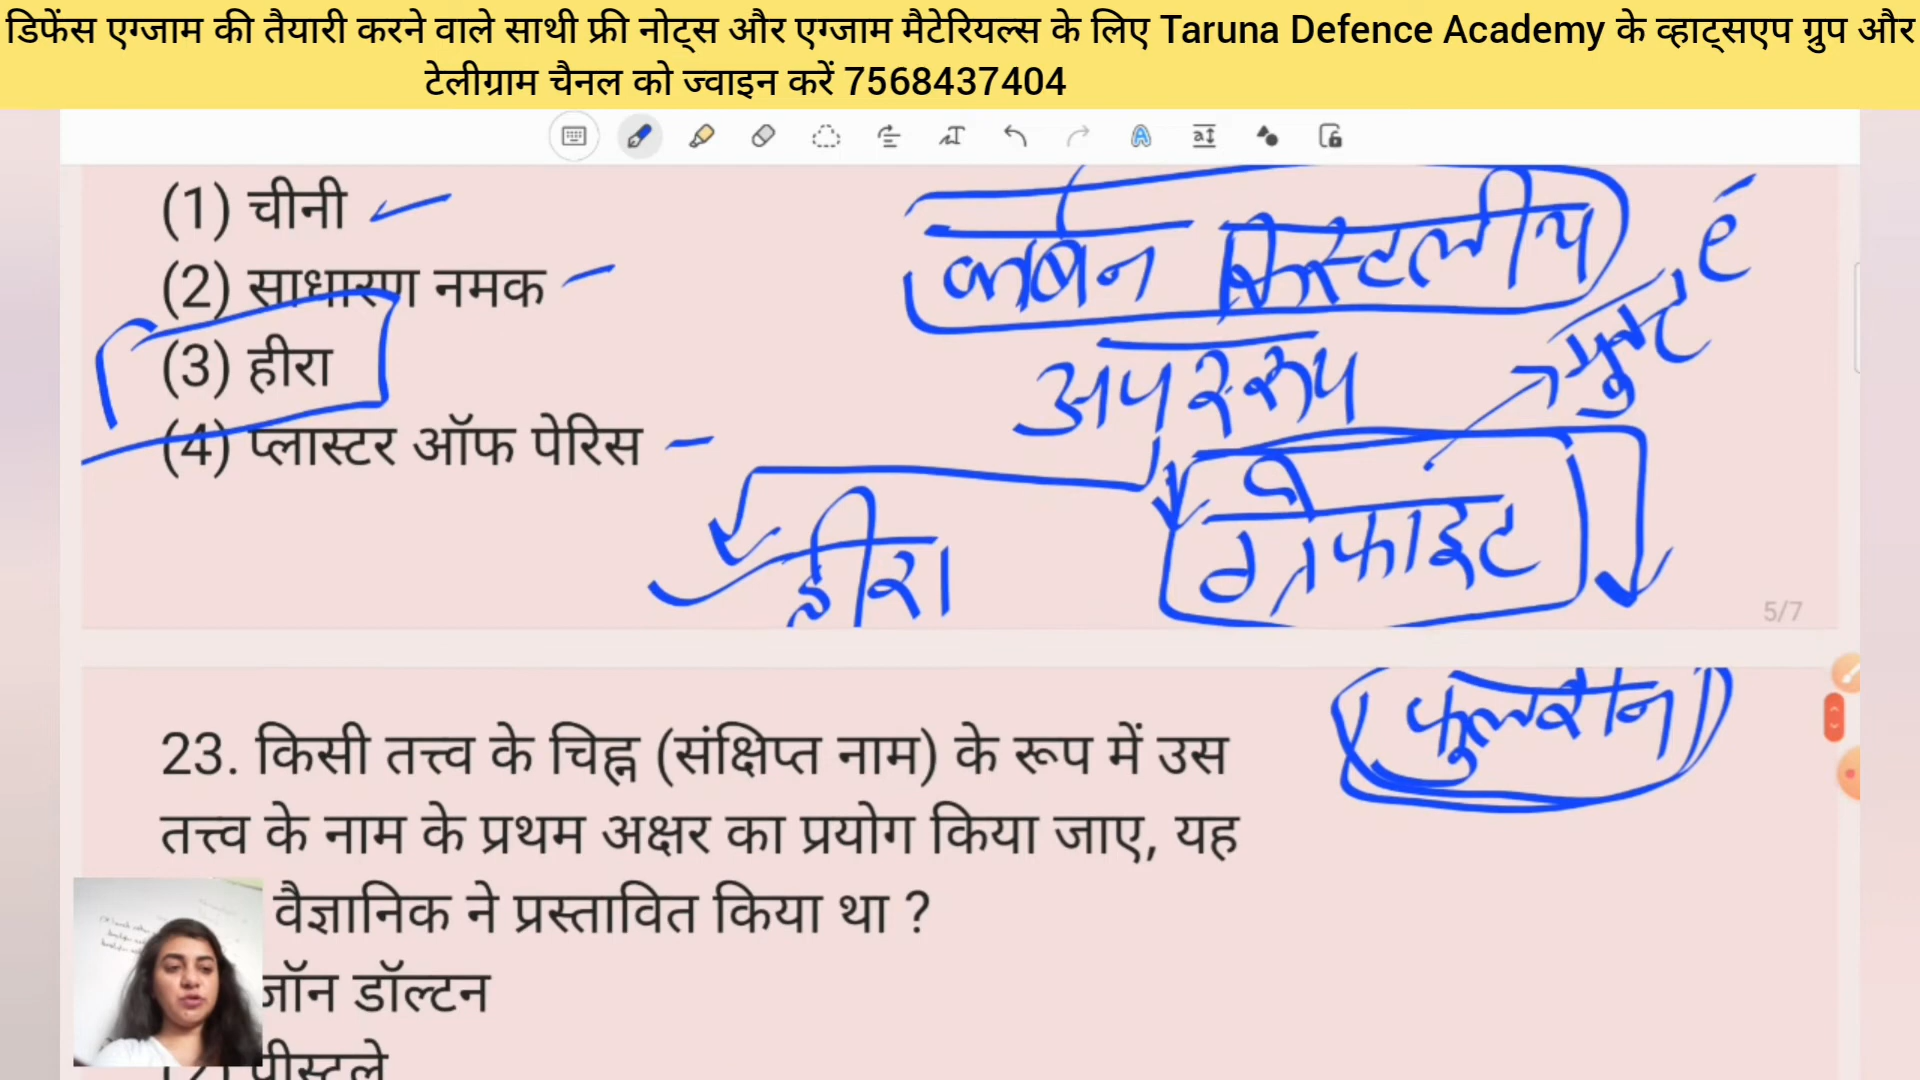 डिफेंस एग्जाम की तैयारी करने वाले साथी फ्री नोट्स और एग्जाम मैटेरियल्स के लिए Taruna Defence Academy के व्हाट्सएप ग्रुप और
टेलीग्राम चैनल को ज्वाइन करें 7568437404
(1) चीनी
(2) साधारण नमक
(3) हीरा
(4) प्लास्टर ऑफ पेरिस
कार्बन क्रिस्टलीय
अपररूप
मुक्त e
हीरा
ग्रेफाइट
5/7
फुलरीन
23. किसी तत्त्व के चिह्न (संक्षिप्त नाम) के रूप में उस
तत्त्व के नाम के प्रथम अक्षर का प्रयोग किया जाए, यह
वैज्ञानिक ने प्रस्तावित किया था ?
जॉन डॉल्टन
(2) प्रीस्टले